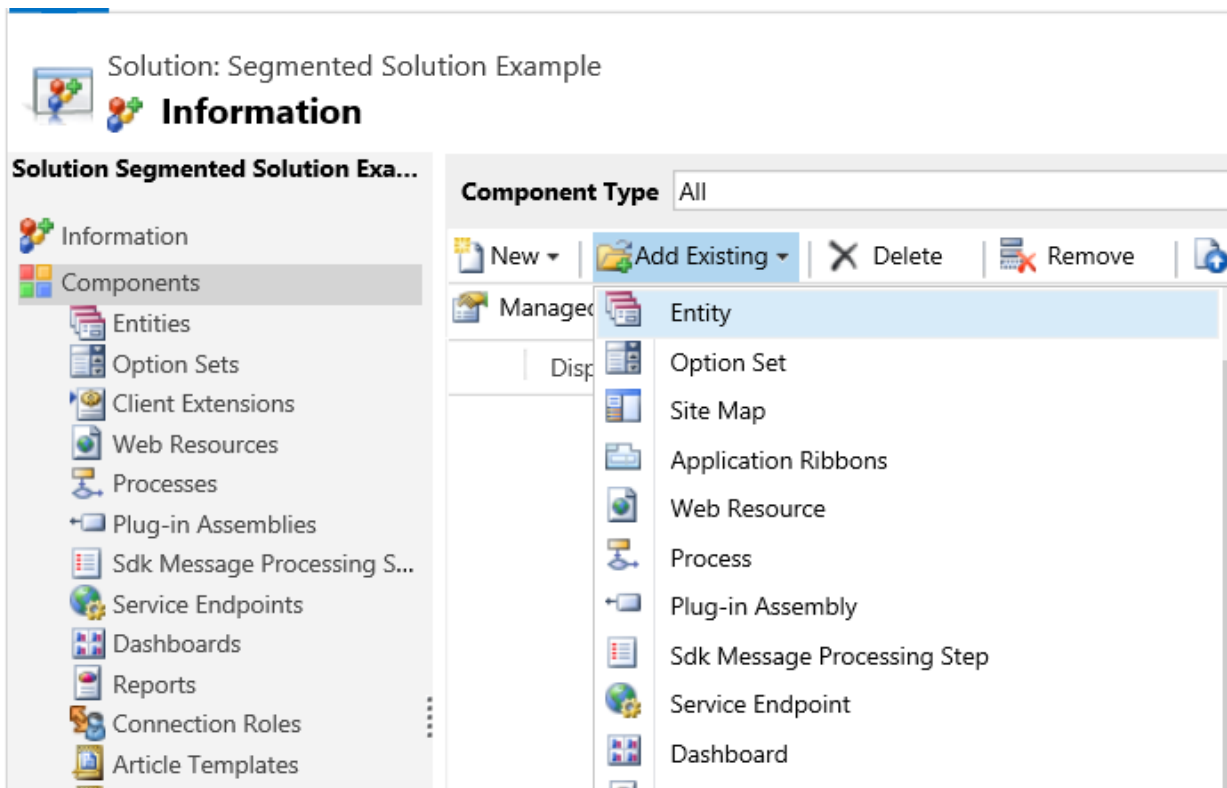 Solution: Segmented Solution Example
Information
Solution Segmented Solution Exa...
Information
Components
Entities
Option Sets
Client Extensions
Web Resources
Processes
Plug-in Assemblies
Sdk Message Processing S...
Service Endpoints
Dashboards
Reports
Connection Roles
Article Templates
Component Type All
New Add Existing Delete Remove
Managed
Disp
Entity
Option Set
Site Map
Application Ribbons
Web Resource
Process
Plug-in Assembly
Sdk Message Processing Step
Service Endpoint
Dashboard